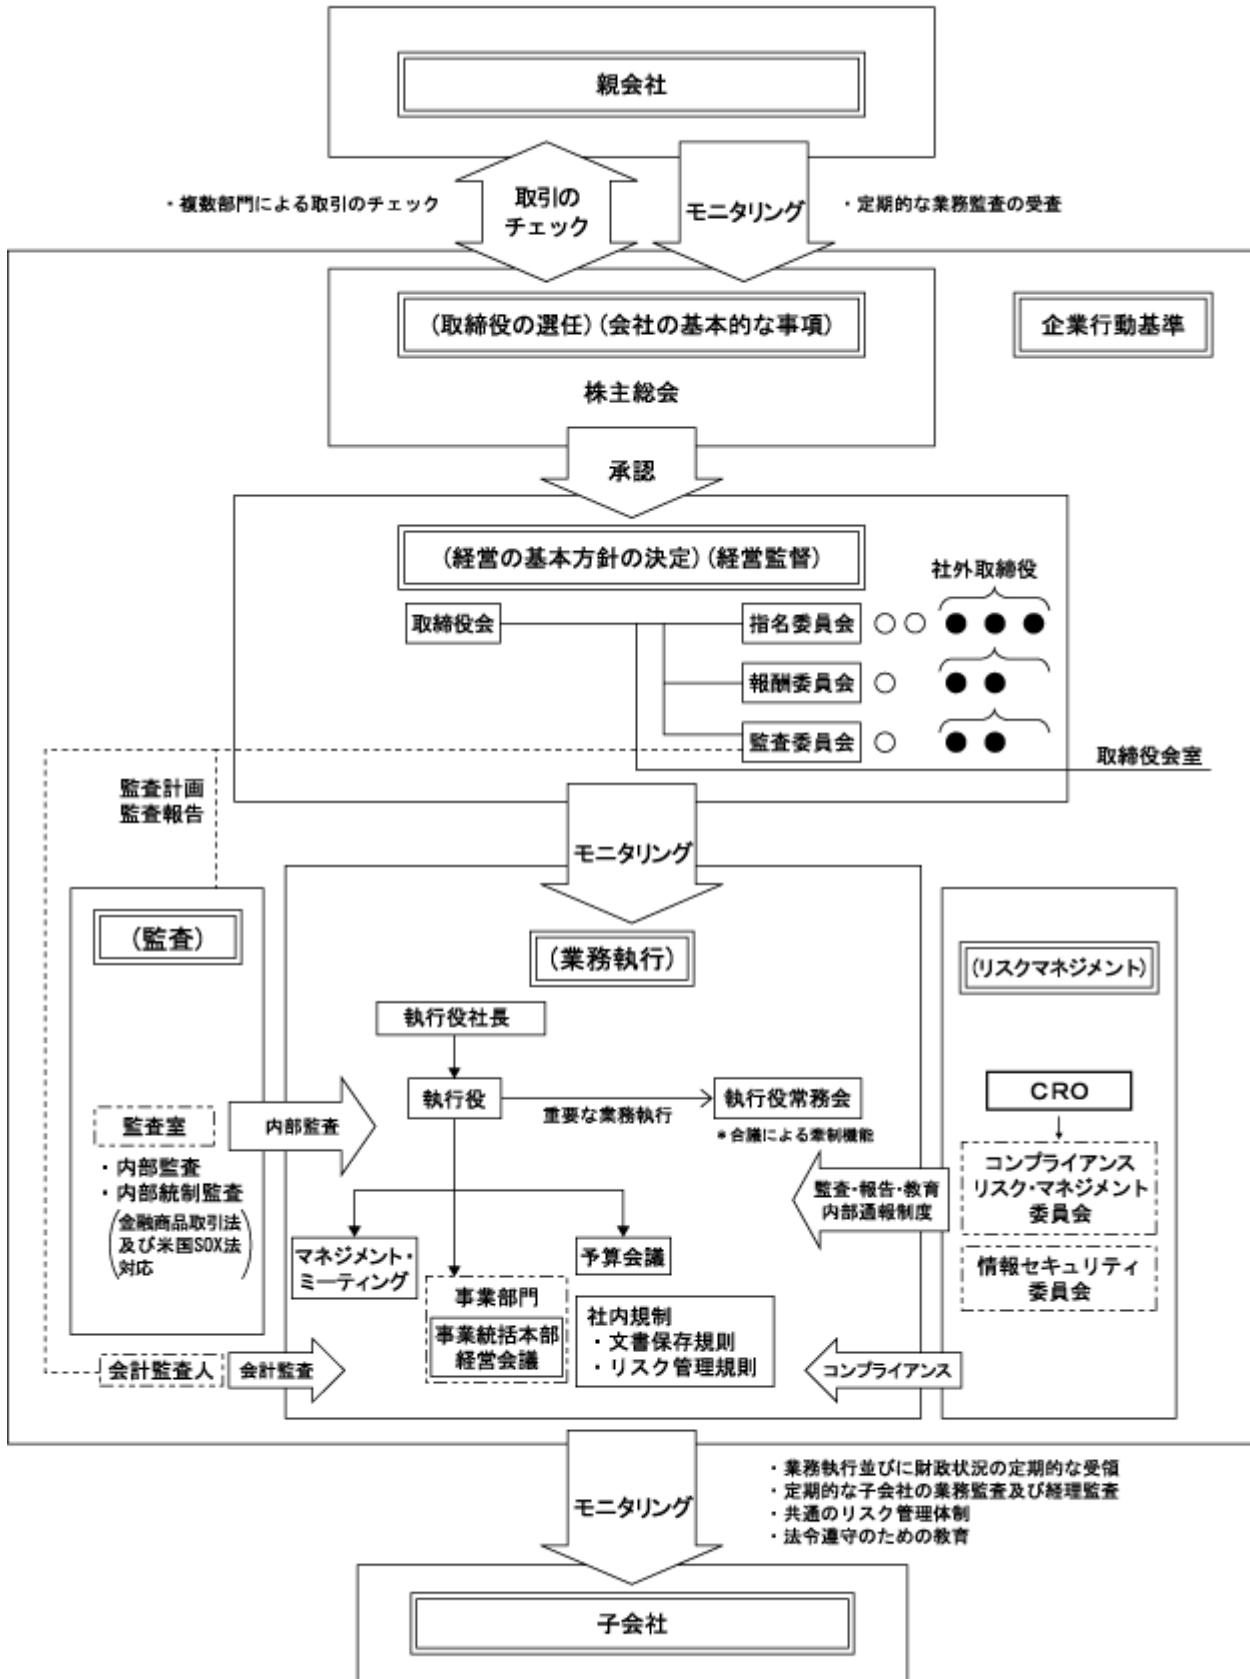 親会社
・複数部門による取引のチェック
取引の
チェック
モニタリング
・定期的な業務監査の受査
(取締役の選任)(会社の基本的な事項)
企業行動基準
株主総会
承認
(経営の基本方針の決定)(経営監督)
社外取締役
取締役会
指名委員会
報酬委員会
監査委員会
取締役会室
監査計画
監査報告
モニタリング
(監査)
(業務執行)
(リスクマネジメント)
執行役社長
執行役
重要な業務執行
執行役常務会
*合議による牽制機能
CRO
監査室
内部監査
・内部監査
・内部統制監査
(金融商品取引法
及び米国SOX法
対応)
コンプライアンス
リスク・マネジメント
委員会
監査・報告・教育
内部通報制度
マネジメント・
ミーティング
予算会議
情報セキュリティ
委員会
事業部門
事業統括本部
経営会議
社内規制
・文書保存規則
・リスク管理規則
会計監査人
会計監査
コンプライアンス
モニタリング
・業務執行並びに財政状況の定期的な受領
・定期的な子会社の業務監査及び経理監査
・共通のリスク管理体制
・法令遵守のための教育
子会社